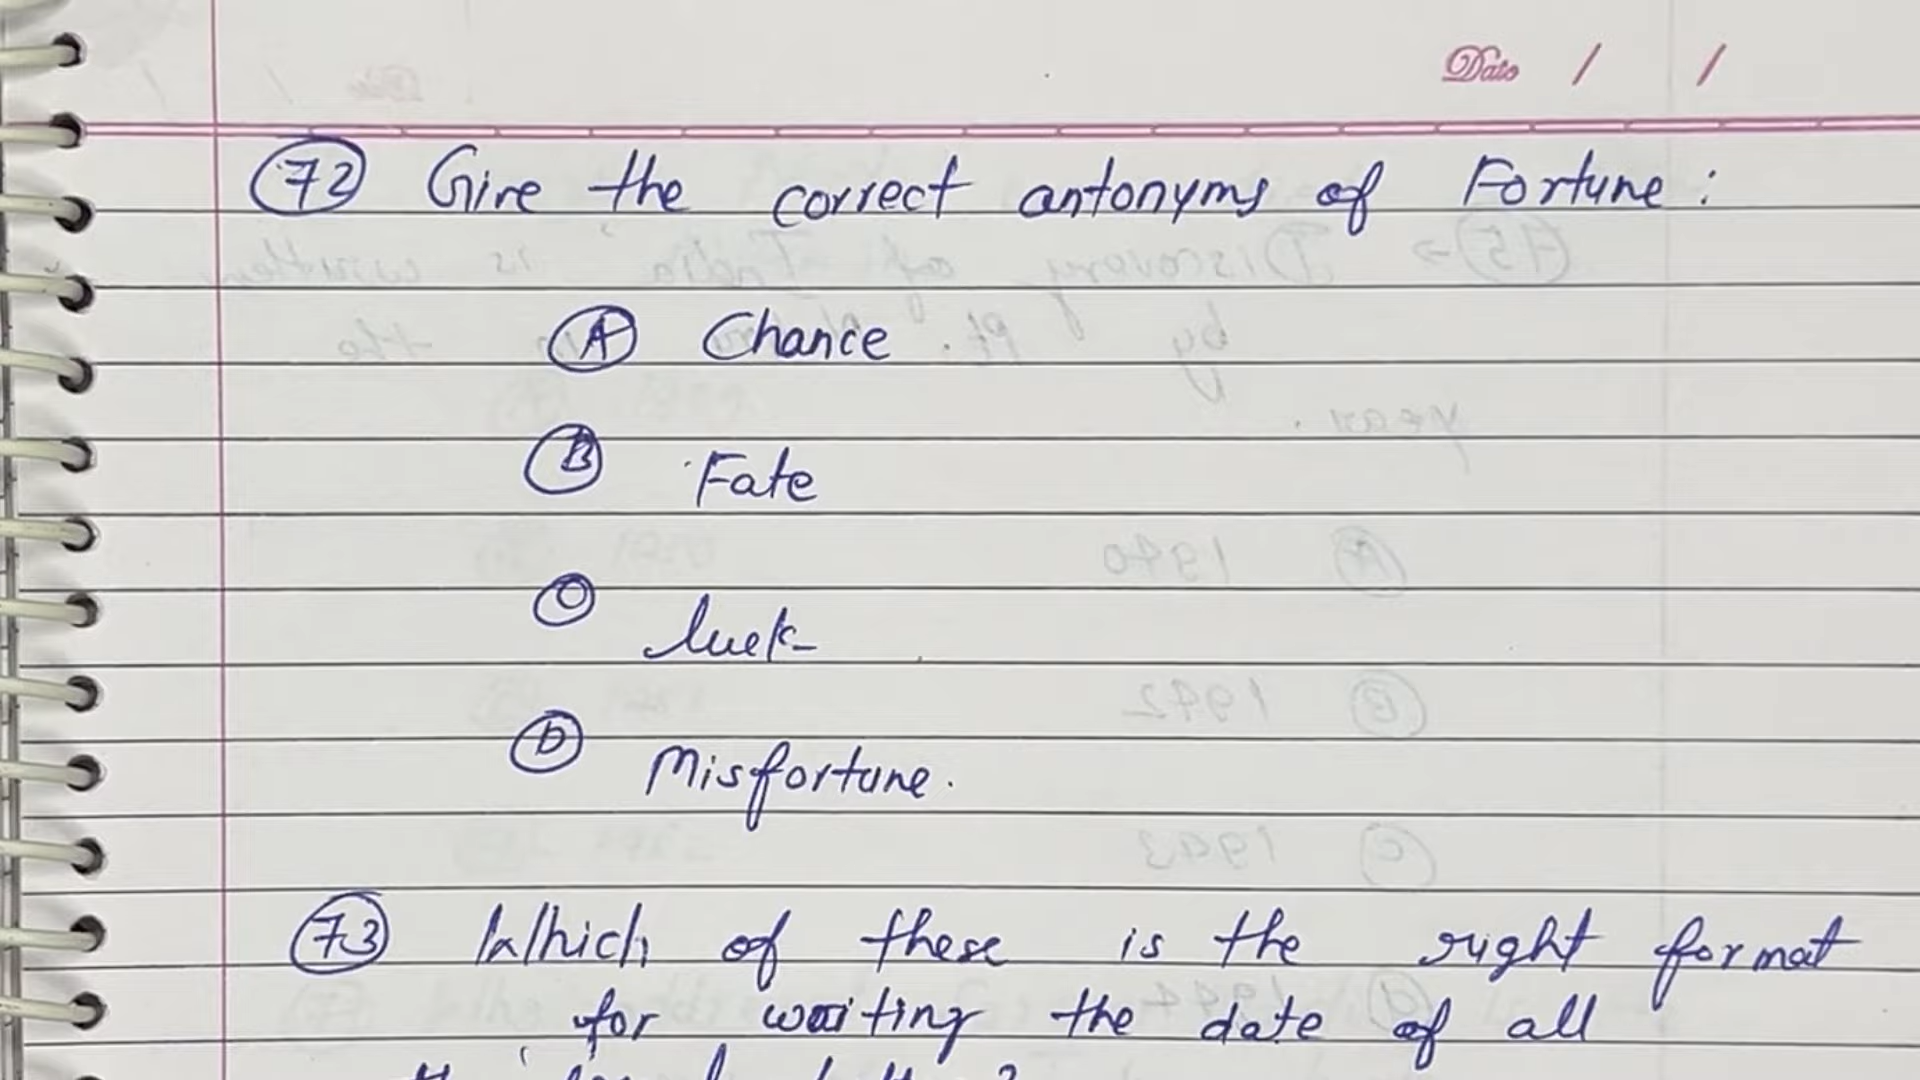 Date / /
72 Give the correct antonyms of Fortune:
A Chance
B Fate
C luck
D Misfortune.
73 Which of these is the right format
for writing the date of all